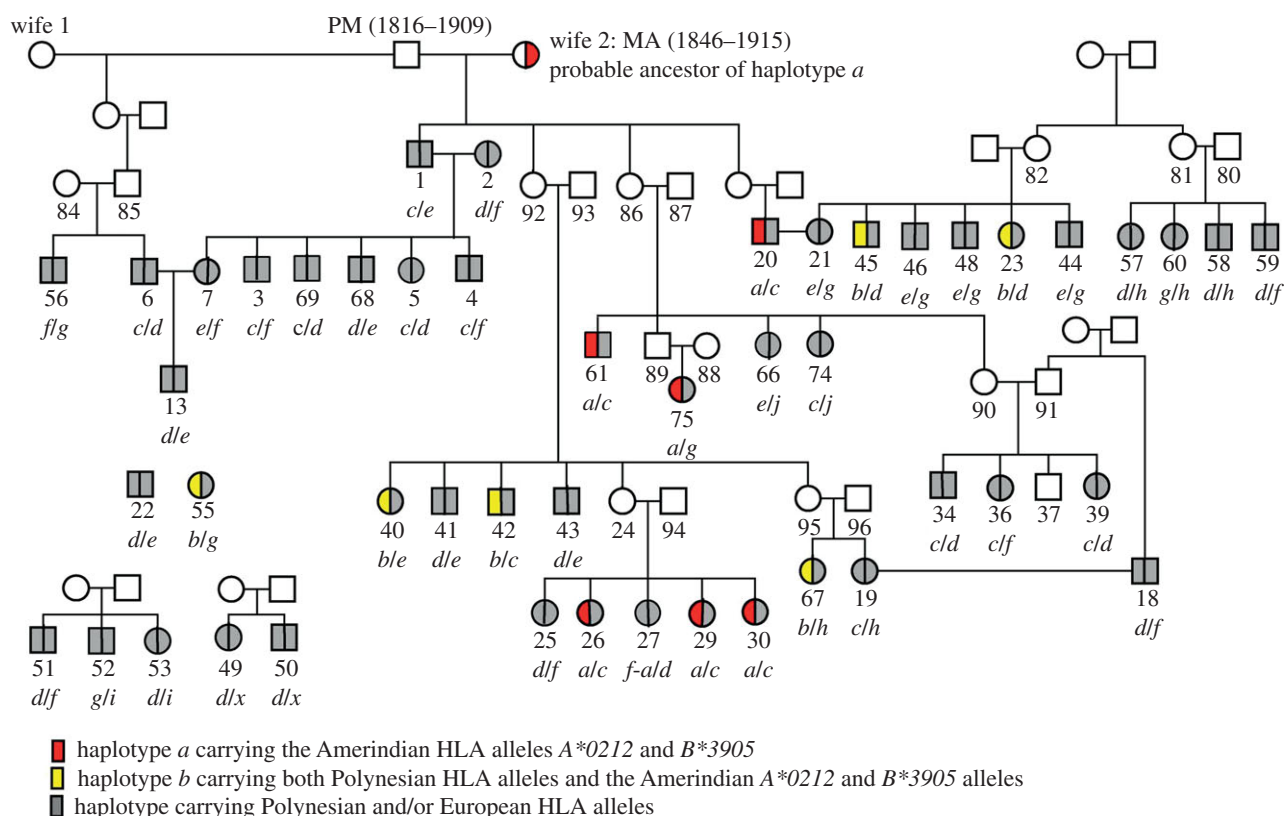 wife 1
PM (1816–1909)
wife 2: MA (1846–1915)
probable ancestor of haplotype a
82
81 80
84 85
1 2 92 93 86 87
c/e d/f
56 6 7 3 69 68 5 4
f/g c/d e/f c/f c/d d/e c/d c/f
20 21 45 46 48 23 44 57 60 58 59
a/c e/g b/d e/g e/g b/d e/g d/h g/h d/h d/f
61 89 88 66 74
a/c e/j c/j
90 91
75
a/g
13
d/e
22 55
d/e b/g
40 41 42 43 24 94 95 96
b/e d/e b/c d/e
34 36 37 39
c/d c/f c/d
67 19 18
b/h c/h d/f
25 26 27 29 30
d/f a/c f-a/d a/c a/c
51 52 53 49 50
d/f g/i d/i d/x d/x
haplotype a carrying the Amerindian HLA alleles A*0212 and B*3905
haplotype b carrying both Polynesian HLA alleles and the Amerindian A*0212 and B*3905 alleles
haplotype carrying Polynesian and/or European HLA alleles